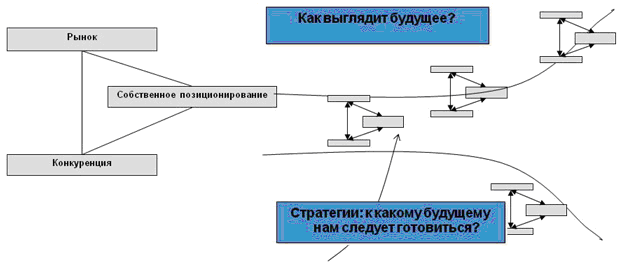 Как выглядит будущее?
Рынок
Собственное позиционирование
Конкуренция
Стратегии: к какому будущему
нам следует готовиться?